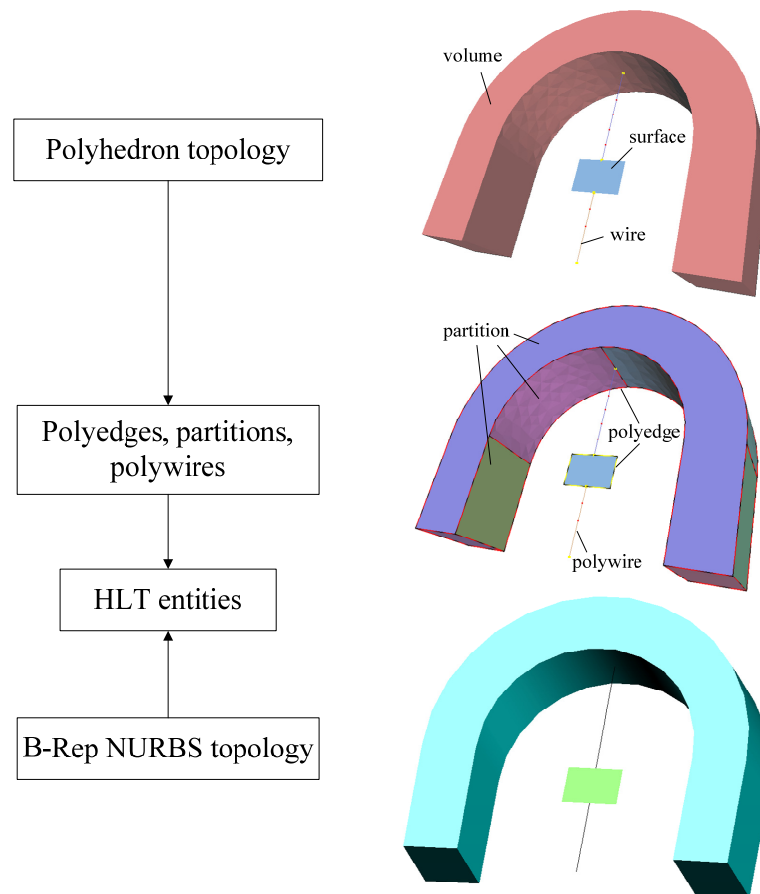 Polyhedron topology
Polyedges, partitions,
polywires
HLT entities
B-Rep NURBS topology
volume
surface
wire
partition
polyedge
polywire